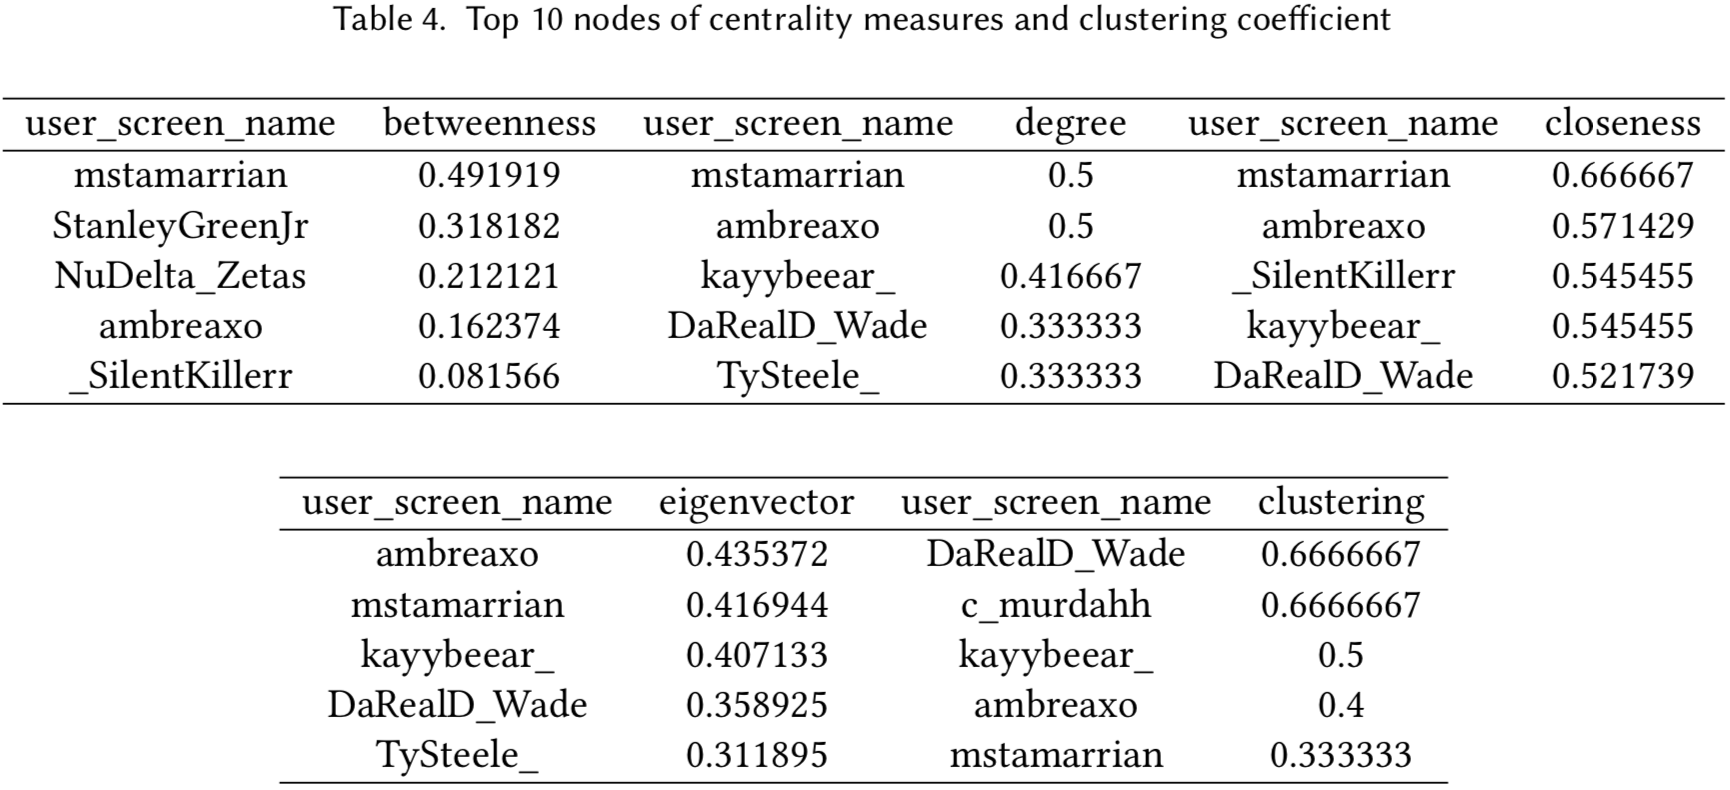 Table 4. Top 10 nodes of centrality measures and clustering coefficient
user_screen_name betweenness user_screen_name degree user_screen_name closeness
mstamarrian 0.491919 mstamarrian 0.5 mstamarrian 0.666667
StanleyGreenJr 0.318182 ambreaxo 0.5 ambreaxo 0.571429
NuDelta_Zetas 0.212121 kayybeear_ 0.416667 _SilentKillerr 0.545455
ambreaxo 0.162374 DaRealD_Wade 0.333333 kayybeear_ 0.545455
_SilentKillerr 0.081566 TySteele_ 0.333333 DaRealD_Wade 0.521739
user_screen_name eigenvector user_screen_name clustering
ambreaxo 0.435372 DaRealD_Wade 0.6666667
mstamarrian 0.416944 c_murdahh 0.6666667
kayybeear_ 0.407133 kayybeear_ 0.5
DaRealD_Wade 0.358925 ambreaxo 0.4
TySteele_ 0.311895 mstamarrian 0.333333